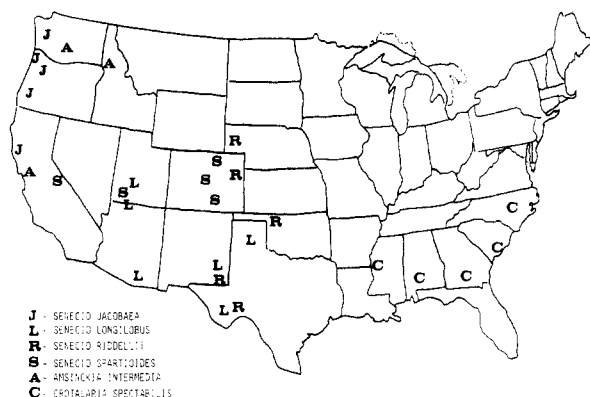 J
A
J
J
A
J
R
J
S
R
A
S
S
L
S
S
L
C
R
L
C
L
L
C
R
C
C
L R
J - SENECIO JACOBAEA
L - SENECIO LONGILOBUS
R - SENECIO RIDDELLII
S - SENECIO SPARTIOIDES
A - AMSINCKIA INTERMEDIA
C - CROTALARIA SPECTABILIS